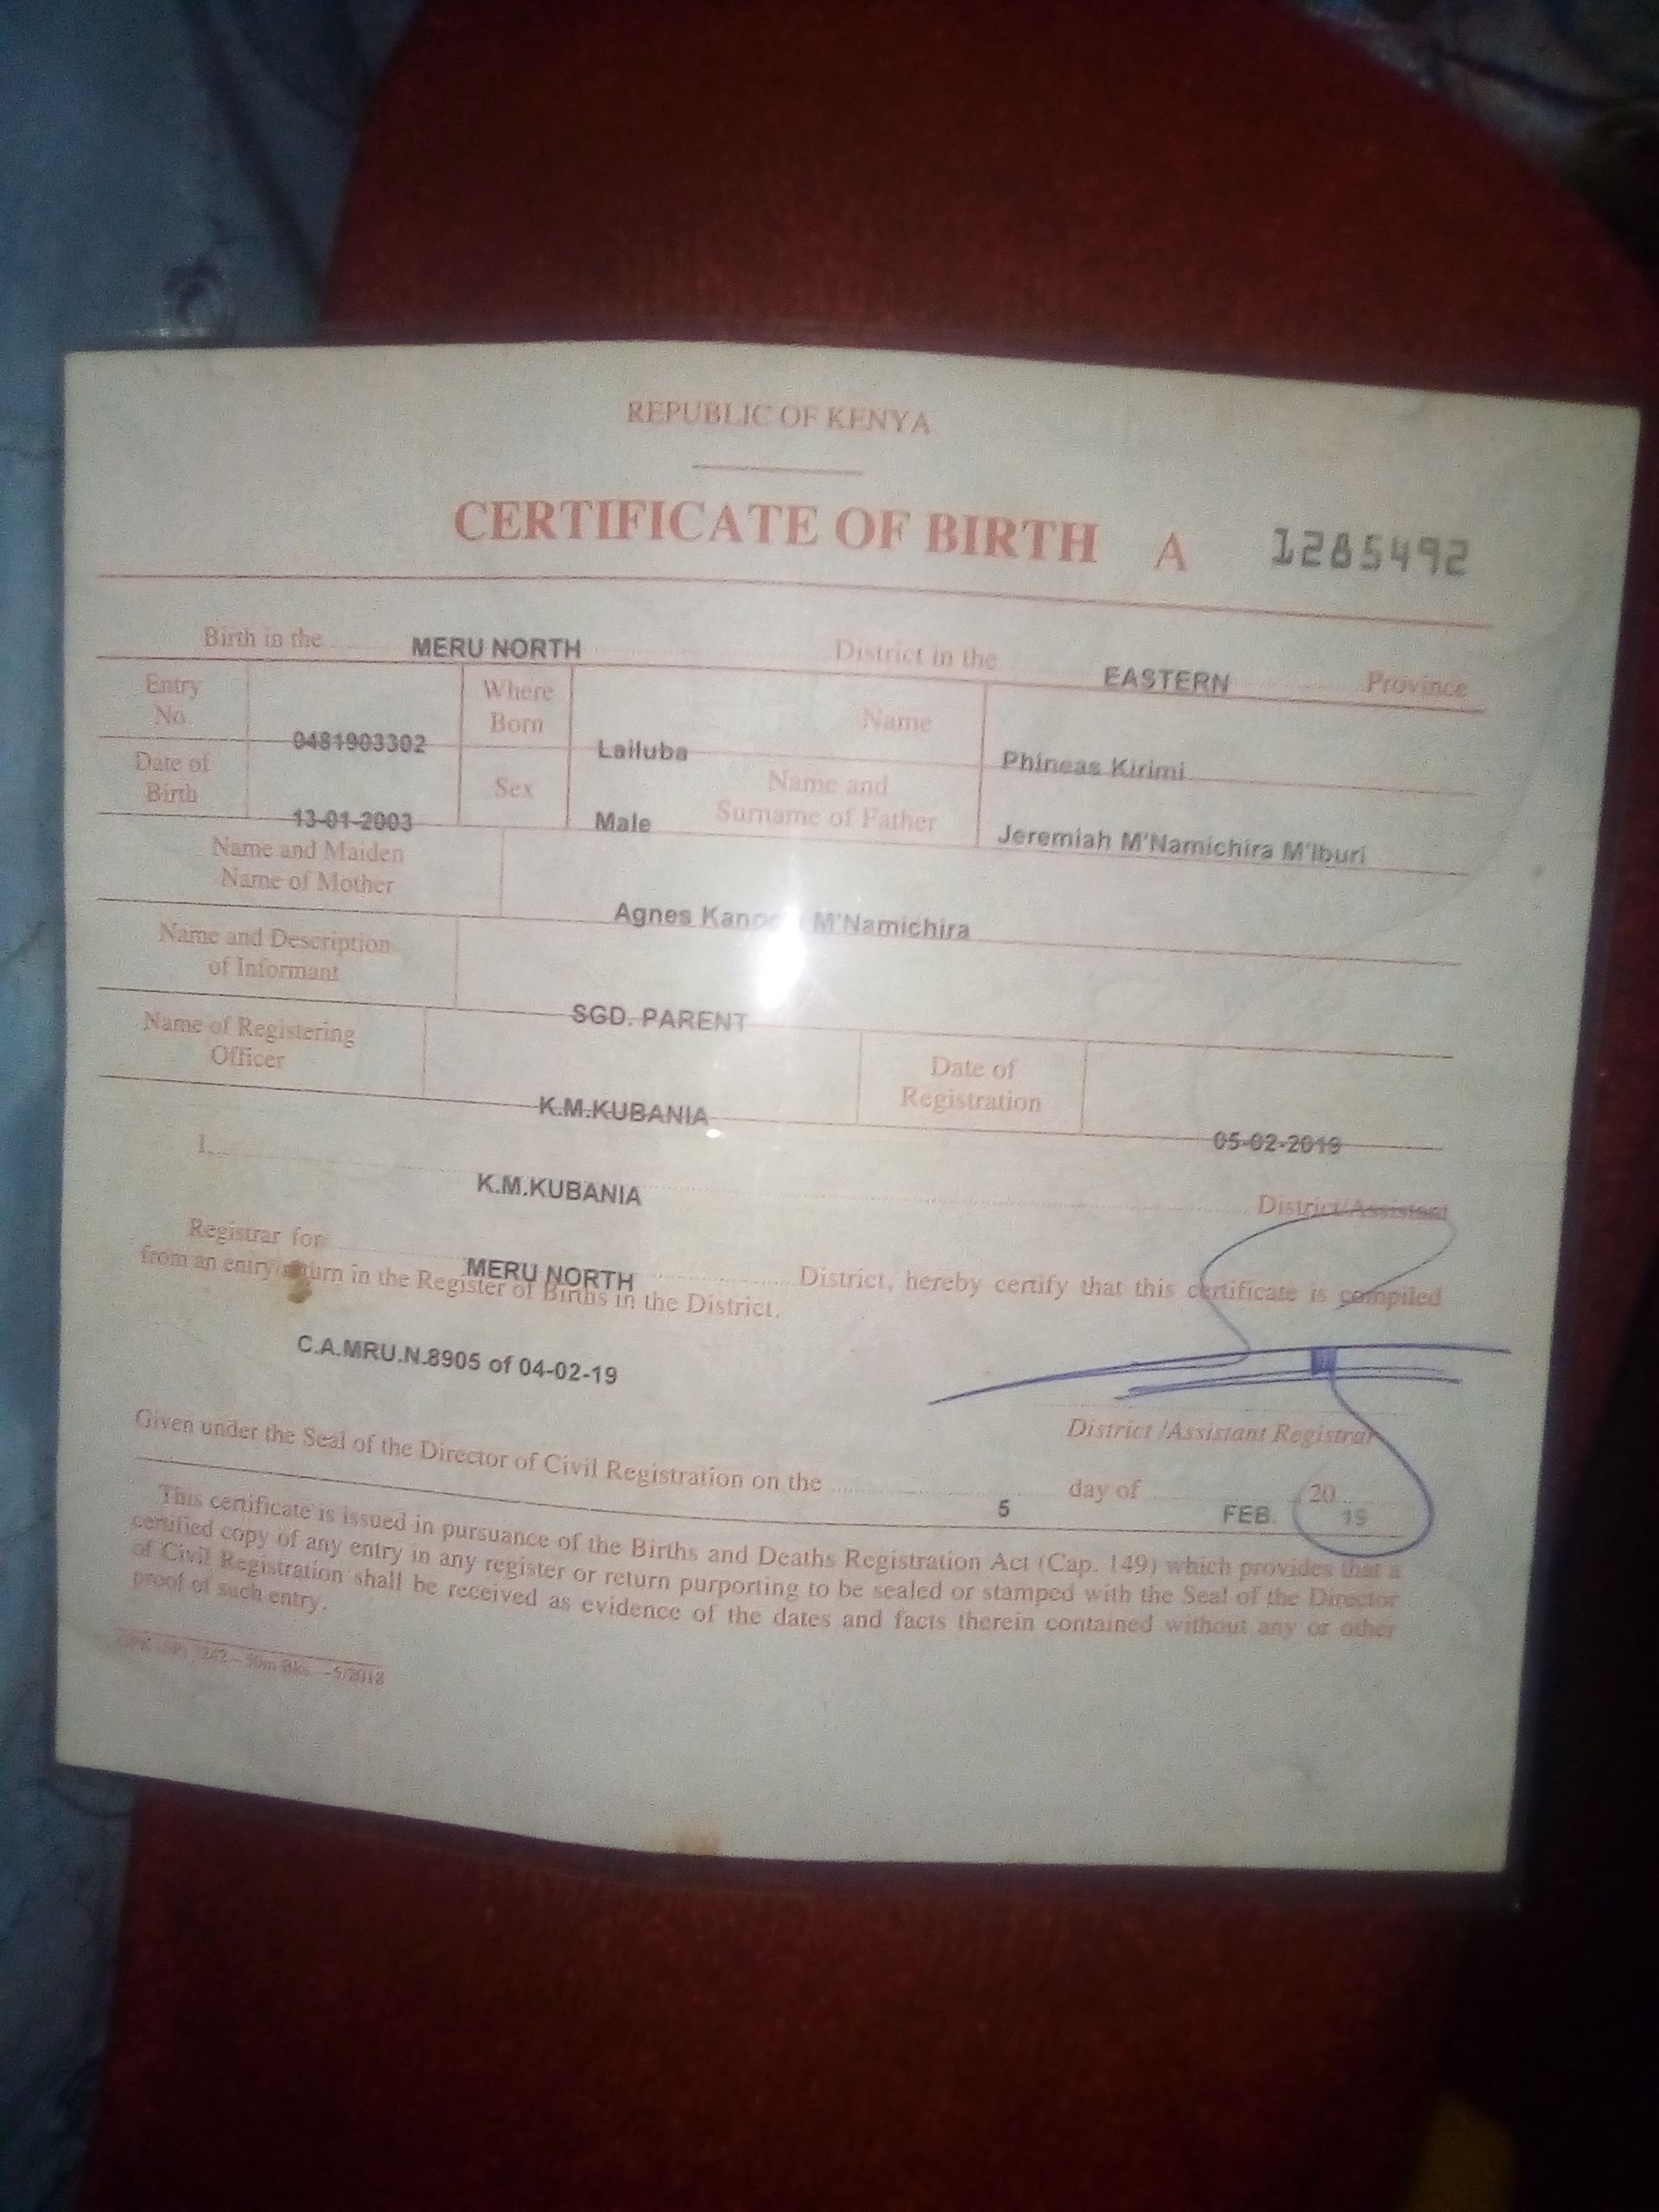 REPUBLIC OF KENYA
CERTIFICATE OF BIRTH A 1285492
Birth in the MERU NORTH District in the EASTERN Province
Entry No. 0481903302 Where Born Lailuba Name Phineas Kirimi
Date of Birth 13-01-2003 Sex Male Name and Surname of Father Jeremiah M'Namichira M'Iburi
Name and Maiden Name of Mother Agnes M'Namichira
Name and Description of Informant SGD. PARENT
Name of Registering Officer K.M.KUBANIA Date of Registration 05-02-2019
I, K.M.KUBANIA District/Assistant
Registrar for MERU NORTH District, hereby certify that this certificate is compiled
from an entry/return in the Register of Births in the District.
C.A.MRU.N.8905 of 04-02-19
District /Assistant Registrar
Given under the Seal of the Director of Civil Registration on the 5 day of FEB. 20 19
This certificate is issued in pursuance of the Births and Deaths Registration Act (Cap. 149) which provides that a
certified copy of any entry in any register or return purporting to be sealed or stamped with the Seal of the Director
of Civil Registration shall be received as evidence of the dates and facts therein contained without any or other
proof of such entry.
50m Bks. -5/2018